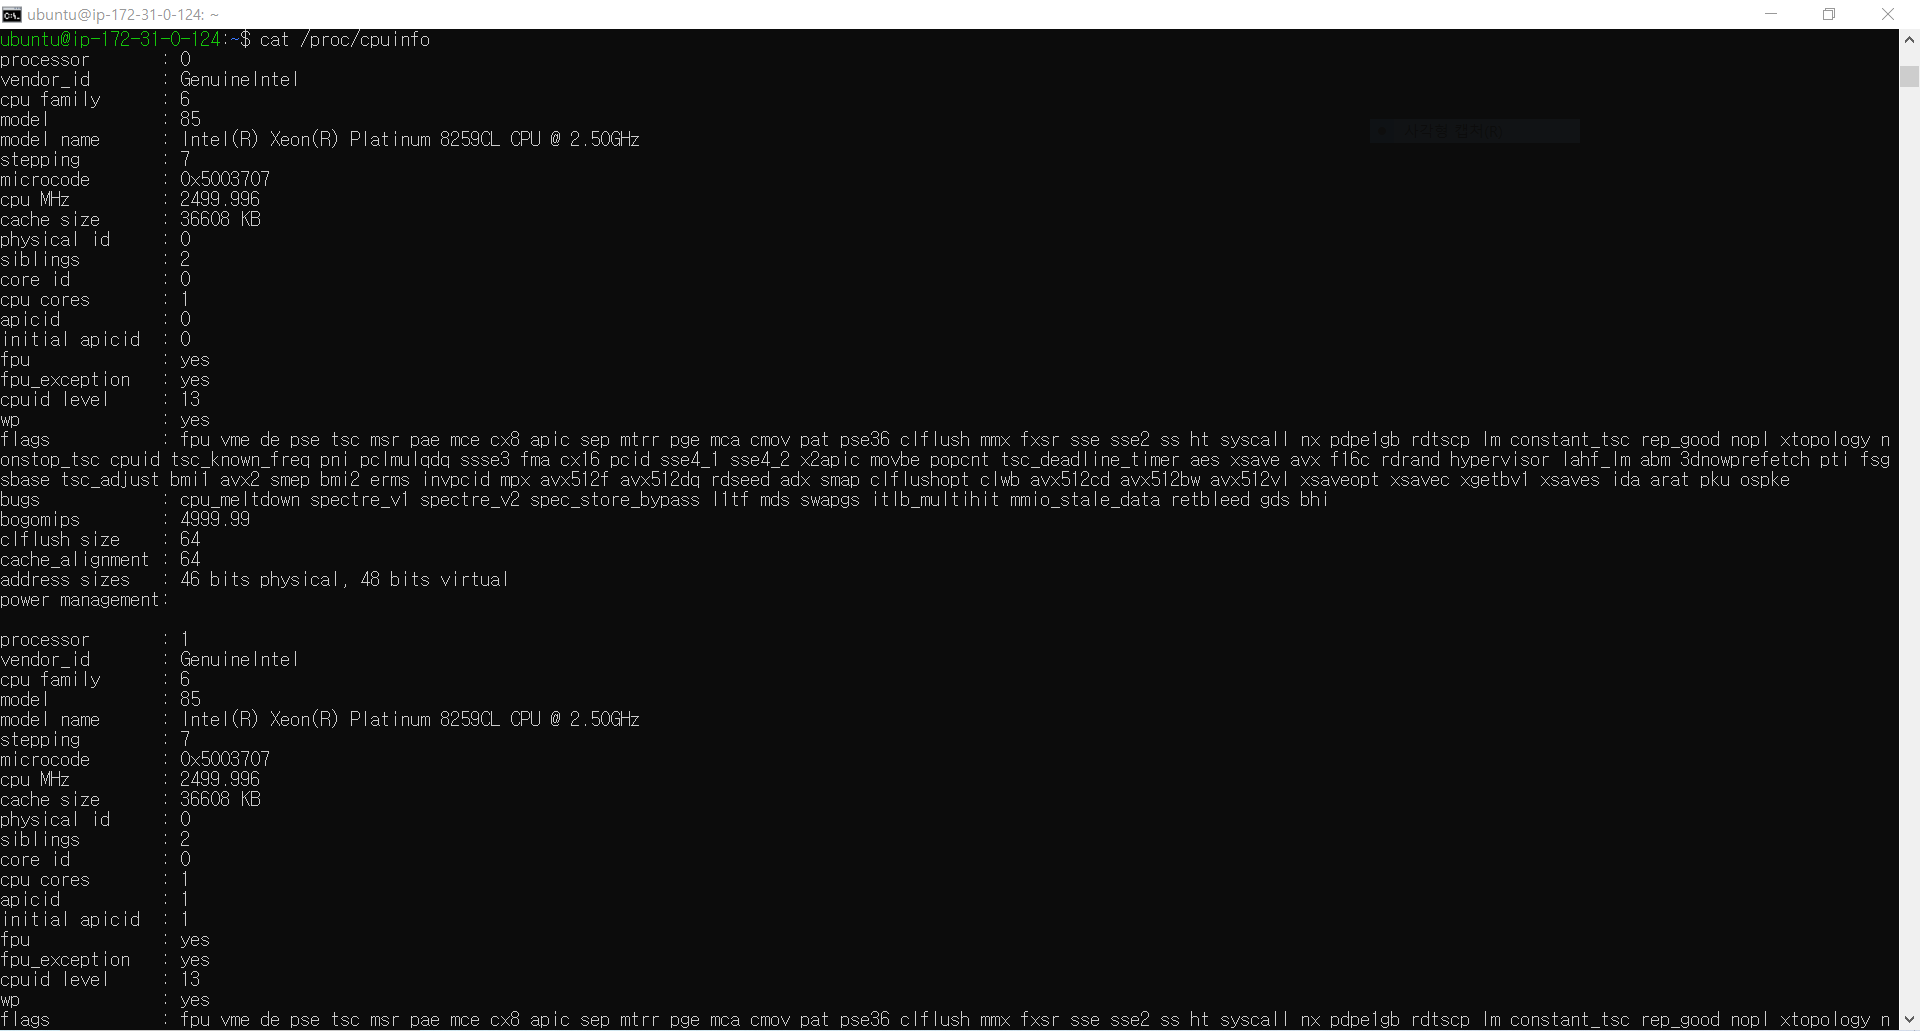 ubuntu@ip-172-31-0-124: ~
ubuntu@ip-172-31-0-124:~$ cat /proc/cpuinfo
processor : 0
vendor_id : GenuineIntel
cpu family : 6
model : 85
model name : Intel(R) Xeon(R) Platinum 8259CL CPU @ 2.50GHz
stepping : 7
microcode : 0x5003707
cpu MHz : 2499.996
cache size : 36608 KB
physical id : 0
siblings : 2
core id : 0
cpu cores : 1
apicid : 0
initial apicid : 0
fpu : yes
fpu_exception : yes
cpuid level : 13
wp : yes
flags : fpu vme de pse tsc msr pae mce cx8 apic sep mtrr pge mca cmov pat pse36 clflush mmx fxsr sse sse2 ss ht syscall nx pdpe1gb rdtscp lm constant_tsc rep_good nopl xtopology n
onstop_tsc cpuid tsc_known_freq pni pclmulqdq ssse3 fma cx16 pcid sse4_1 sse4_2 x2apic movbe popcnt tsc_deadline_timer aes xsave avx f16c rdrand hypervisor lahf_lm abm 3dnowprefetch pti fsg
sbase tsc_adjust bmi1 avx2 smep bmi2 erms invpcid mpx avx512f avx512dq rdseed adx smap clflushopt clwb avx512cd avx512bw avx512vl xsaveopt xsavec xgetbv1 xsaves ida arat pku ospke
bugs : cpu_meltdown spectre_v1 spectre_v2 spec_store_bypass l1tf mds swapgs itlb_multihit mmio_stale_data retbleed gds bhi
bogomips : 4999.99
clflush size : 64
cache_alignment : 64
address sizes : 46 bits physical, 48 bits virtual
power management:
processor : 1
vendor_id : GenuineIntel
cpu family : 6
model : 85
model name : Intel(R) Xeon(R) Platinum 8259CL CPU @ 2.50GHz
stepping : 7
microcode : 0x5003707
cpu MHz : 2499.996
cache size : 36608 KB
physical id : 0
siblings : 2
core id : 0
cpu cores : 1
apicid : 1
initial apicid : 1
fpu : yes
fpu_exception : yes
cpuid level : 13
wp : yes
flags : fpu vme de pse tsc msr pae mce cx8 apic sep mtrr pge mca cmov pat pse36 clflush mmx fxsr sse sse2 ss ht syscall nx pdpe1gb rdtscp lm constant_tsc rep_good nopl xtopology n